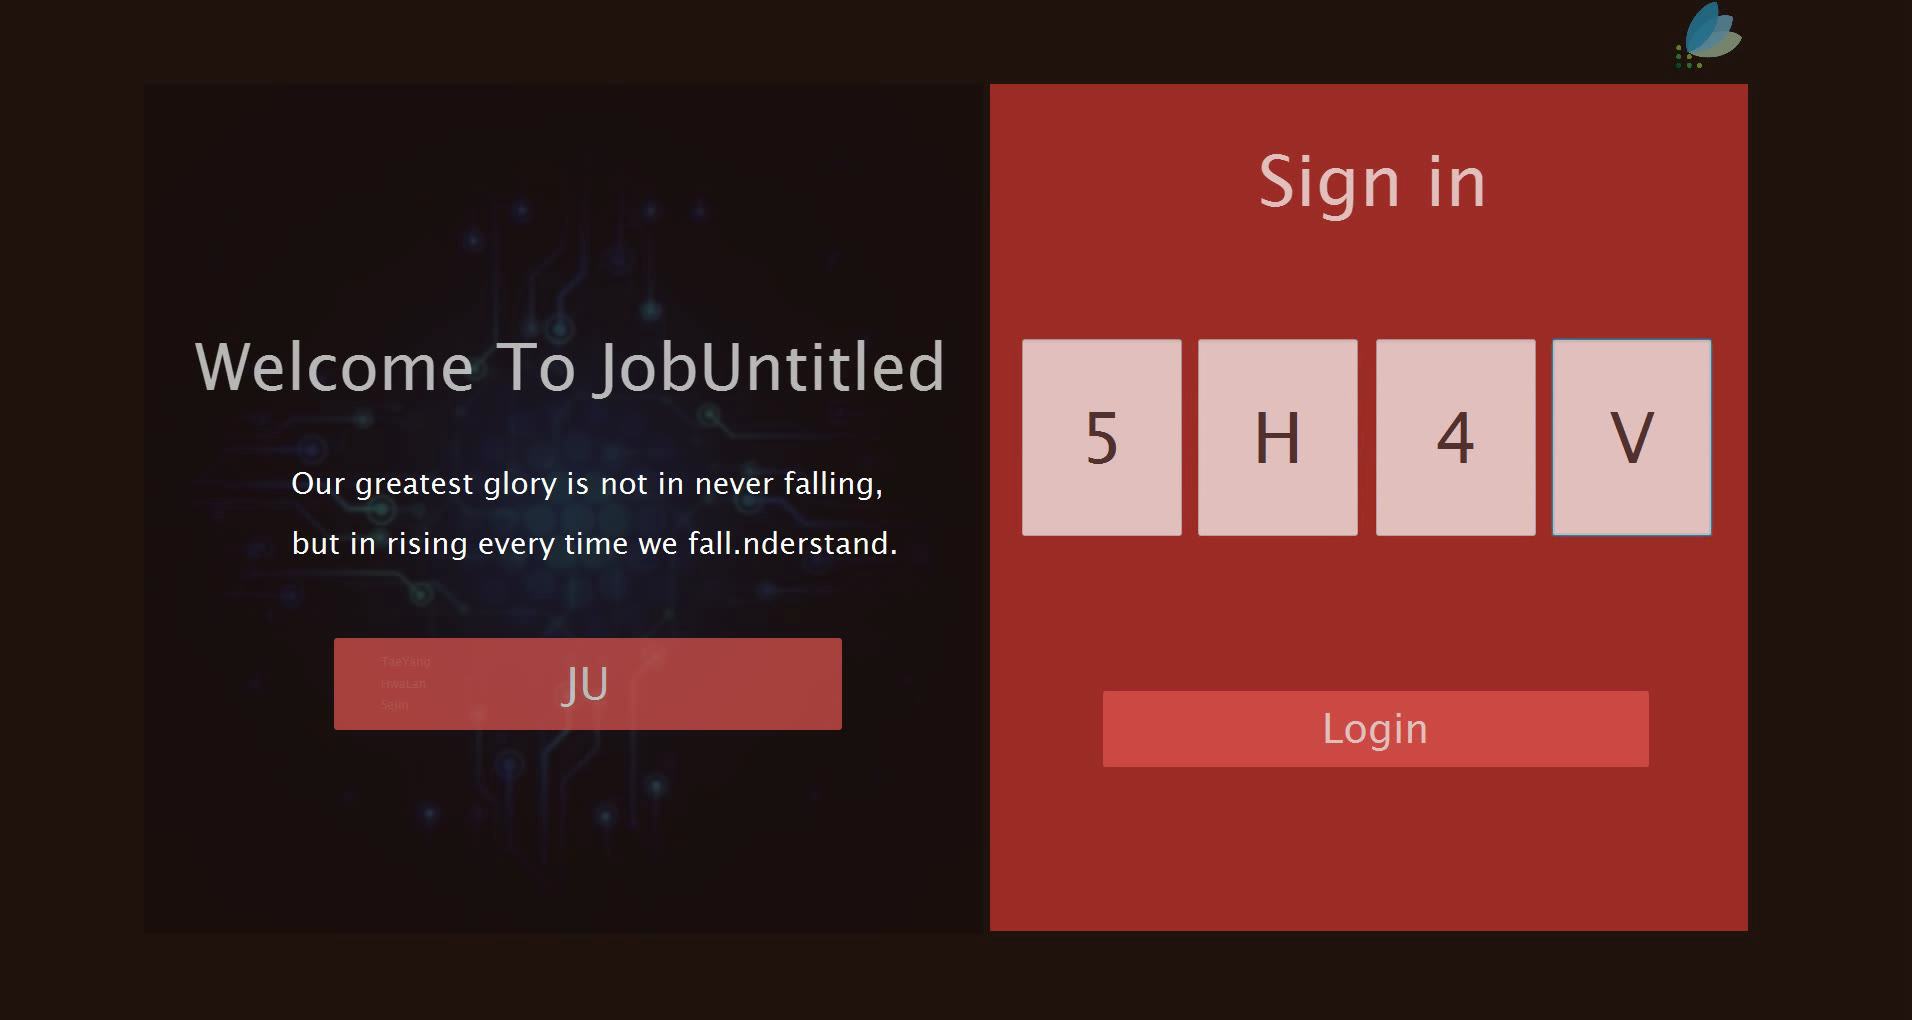 Welcome To JobUntitled
Our greatest glory is not in never falling,
but in rising every time we fall.nderstand.
TaeYang
HwaLan
Sejin
JU
Sign in
5 H 4 V
Login